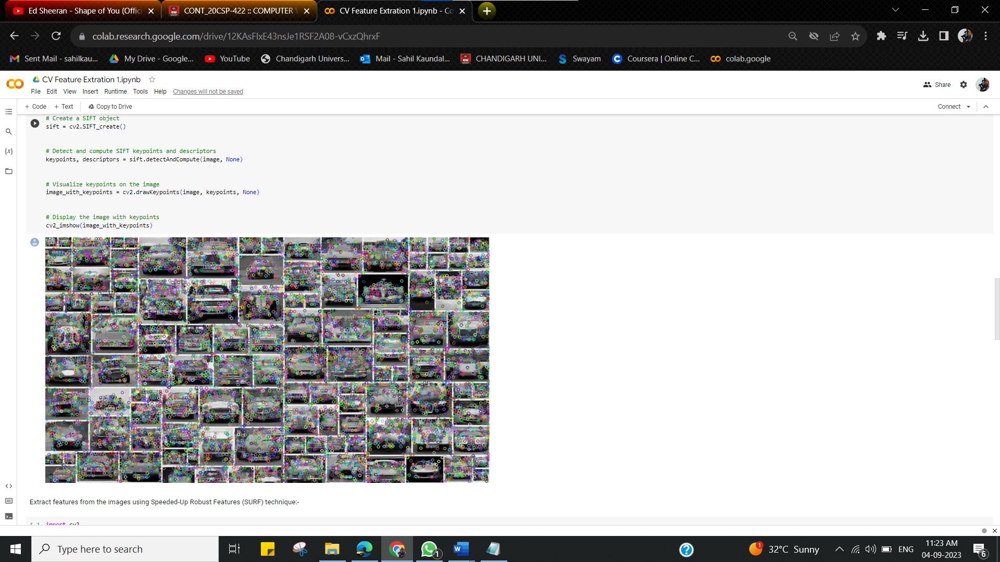 Ed Sheeran - Shape of You (Offici
CONT_20CSP-422 :: COMPUTER V
CV Feature Extration 1.ipynb - Co
colab.research.google.com/drive/12KAsFIxE43nsJe1RSF2A08-vCxzQhrxF
Sent Mail - sahilkau...
My Drive - Google...
YouTube
Chandigarh Univers...
Mail - Sahil Kaundal...
CHANDIGARH UNI...
Swayam
Coursera | Online C...
colab.google
CV Feature Extration 1.ipynb
File Edit View Insert Runtime Tools Help Changes will not be saved
Share
+ Code + Text Copy to Drive
Connect
# Create a SIFT object
sift = cv2.SIFT_create()
# Detect and compute SIFT keypoints and descriptors
keypoints, descriptors = sift.detectAndCompute(image, None)
# Visualize keypoints on the image
image_with_keypoints = cv2.drawKeypoints(image, keypoints, None)
# Display the image with keypoints
cv2_imshow(image_with_keypoints)
Extract features from the images using Speeded-Up Robust Features (SURF) technique:-
[ ] import cv2
Type here to search
1
1
32°C Sunny
ENG
11:23 AM
04-09-2023
6